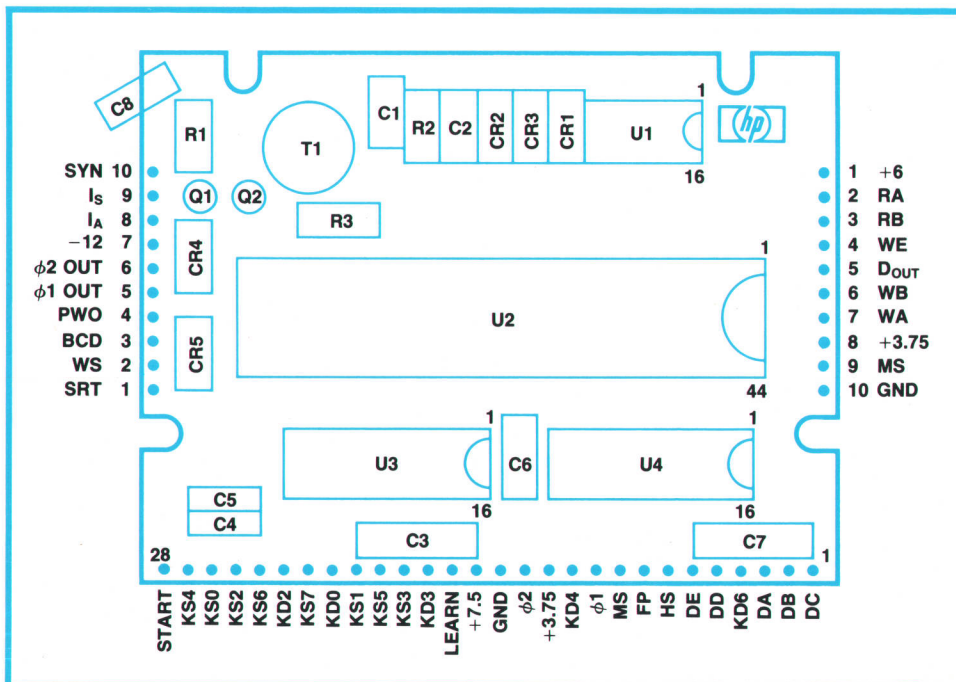 C8
R1
T1
C1
R2
C2
CR2
CR3
CR1
U1
1
16
hp
SYN 10
I_S 9
I_A 8
−12 7
ϕ2 OUT 6
ϕ1 OUT 5
PWO 4
BCD 3
WS 2
SRT 1
Q1
Q2
R3
CR4
CR5
U2
1
44
1 +6
2 RA
3 RB
4 WE
5 D_OUT
6 WB
7 WA
8 +3.75
9 MS
10 GND
U3
1
16
C6
U4
1
16
C5
C4
C3
C7
28
1
START
KS4
KS0
KS2
KS6
KD2
KS7
KD0
KS1
KS5
KS3
KD3
LEARN
+7.5
GND
ϕ2
+3.75
KD4
ϕ1
MS
FP
HS
DE
DD
KD6
DA
DB
DC